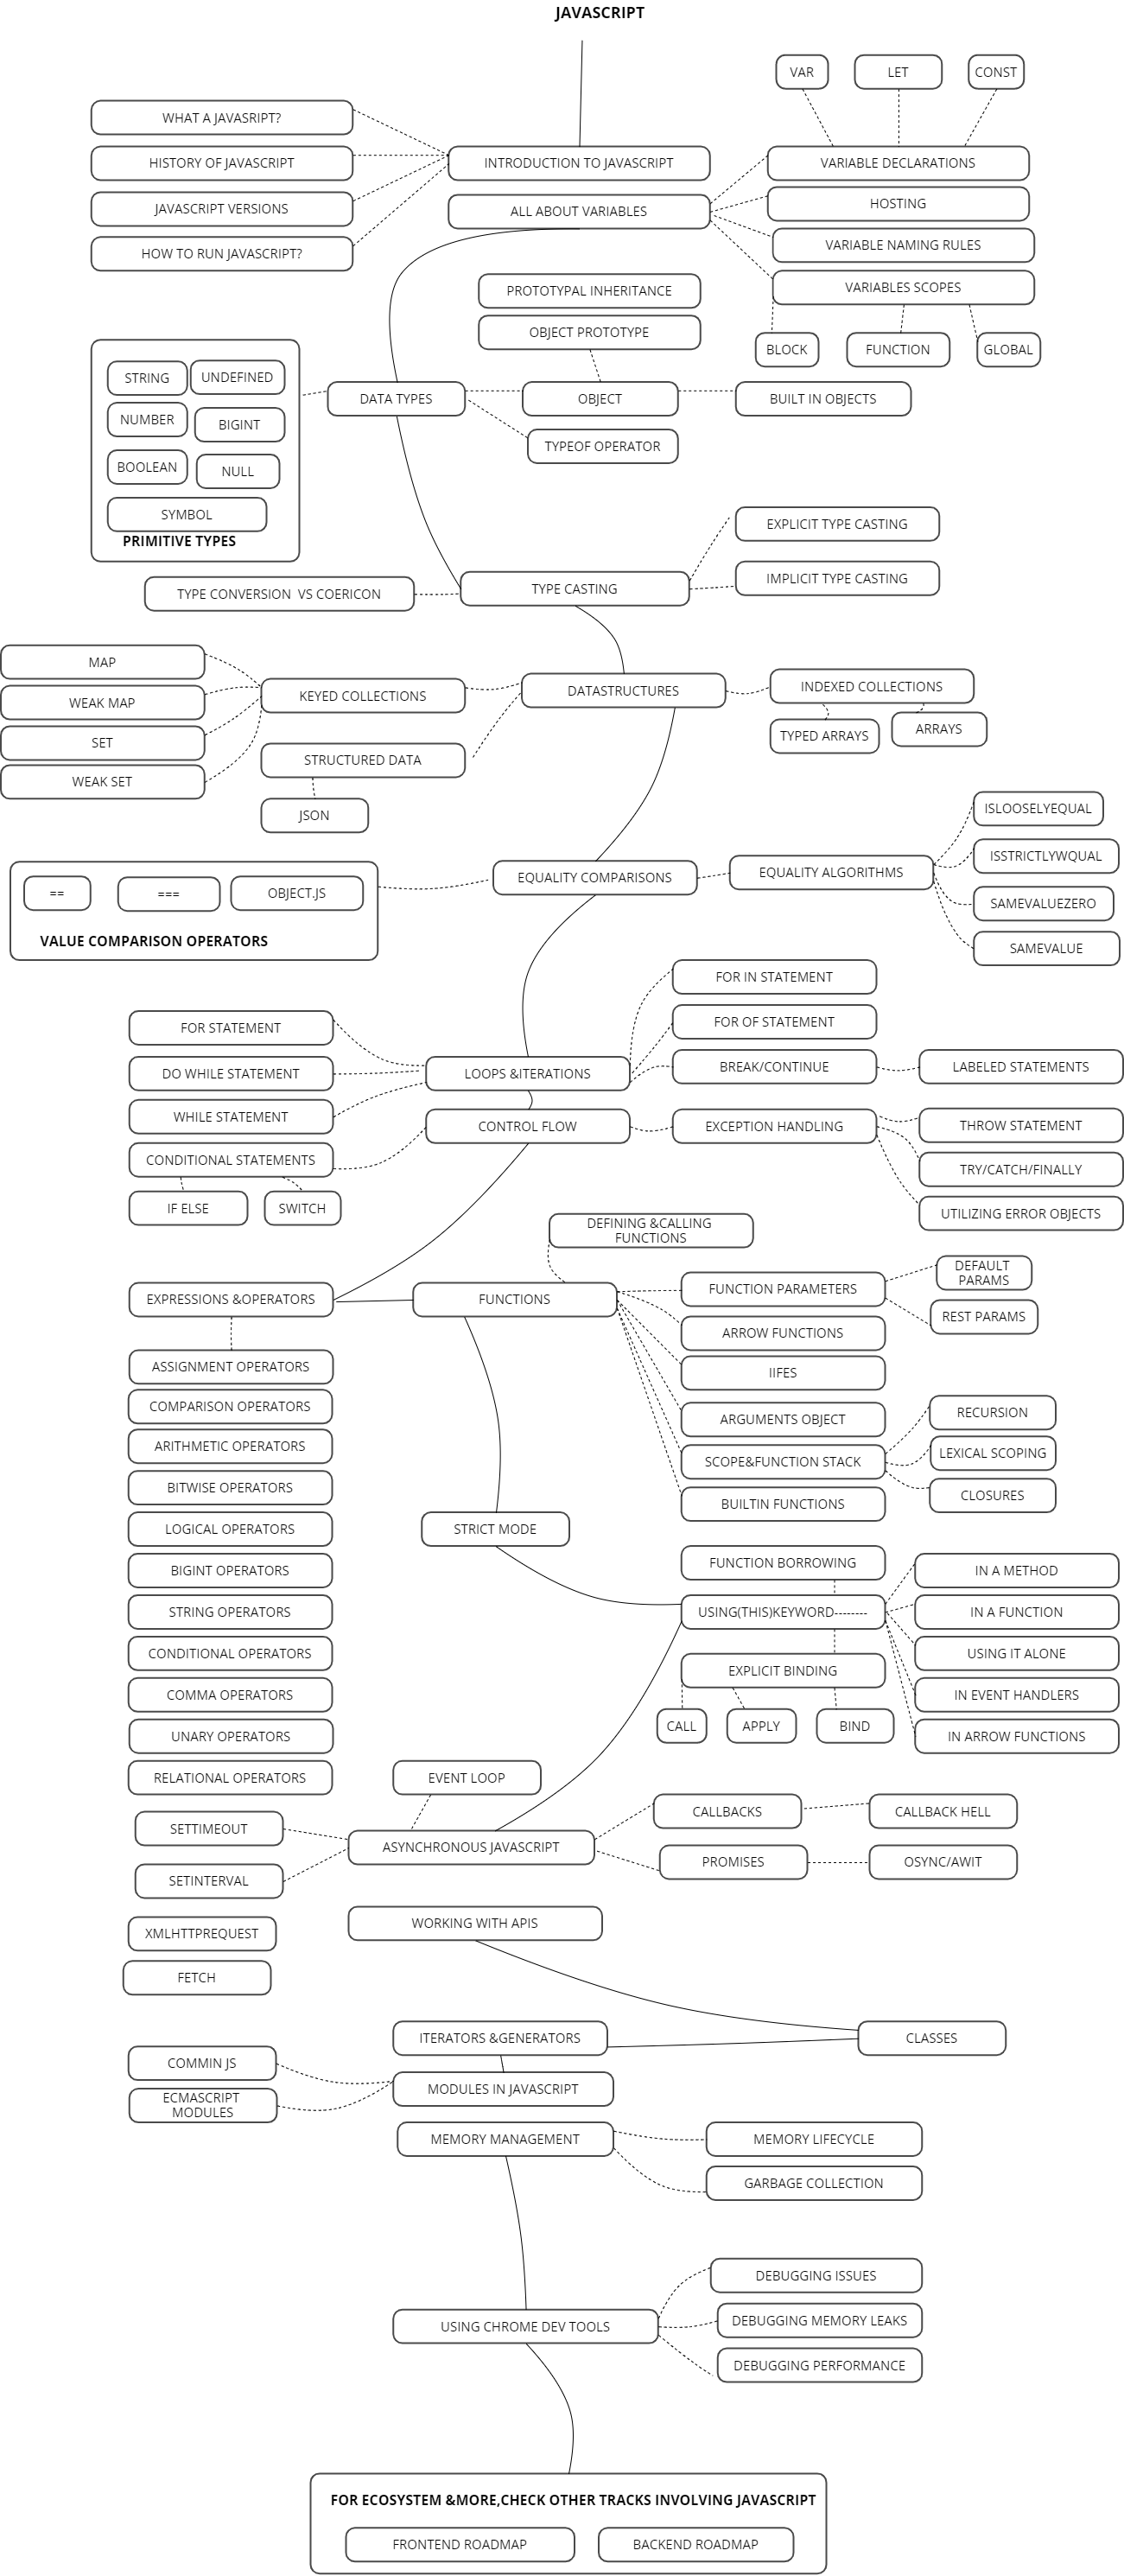 JAVASCRIPT
VAR
LET
CONST
WHAT A JAVASRIPT?
HISTORY OF JAVASCRIPT
JAVASCRIPT VERSIONS
HOW TO RUN JAVASCRIPT?
INTRODUCTION TO JAVASCRIPT
ALL ABOUT VARIABLES
VARIABLE DECLARATIONS
HOSTING
VARIABLE NAMING RULES
VARIABLES SCOPES
BLOCK
FUNCTION
GLOBAL
PROTOTYPAL INHERITANCE
OBJECT PROTOTYPE
STRING
UNDEFINED
NUMBER
BIGINT
BOOLEAN
NULL
SYMBOL
PRIMITIVE TYPES
DATA TYPES
OBJECT
BUILT IN OBJECTS
TYPEOF OPERATOR
EXPLICIT TYPE CASTING
IMPLICIT TYPE CASTING
TYPE CASTING
TYPE CONVERSION VS COERICON
MAP
WEAK MAP
SET
WEAK SET
KEYED COLLECTIONS
DATASTRUCTURES
INDEXED COLLECTIONS
TYPED ARRAYS
ARRAYS
STRUCTURED DATA
JSON
ISLOOSELYEQUAL
ISSTRICTLYWQUAL
SAMEVALUEZERO
SAMEVALUE
EQUALITY COMPARISONS
EQUALITY ALGORITHMS
==
===
OBJECT.JS
VALUE COMPARISON OPERATORS
FOR IN STATEMENT
FOR OF STATEMENT
BREAK/CONTINUE
LABELED STATEMENTS
FOR STATEMENT
DO WHILE STATEMENT
WHILE STATEMENT
CONDITIONAL STATEMENTS
IF ELSE
SWITCH
LOOPS &ITERATIONS
CONTROL FLOW
EXCEPTION HANDLING
THROW STATEMENT
TRY/CATCH/FINALLY
UTILIZING ERROR OBJECTS
DEFINING &CALLING
FUNCTIONS
EXPRESSIONS &OPERATORS
FUNCTIONS
FUNCTION PARAMETERS
DEFAULT
PARAMS
REST PARAMS
ARROW FUNCTIONS
IIFES
ARGUMENTS OBJECT
SCOPE&FUNCTION STACK
BUILTIN FUNCTIONS
RECURSION
LEXICAL SCOPING
CLOSURES
ASSIGNMENT OPERATORS
COMPARISON OPERATORS
ARITHMETIC OPERATORS
BITWISE OPERATORS
LOGICAL OPERATORS
BIGINT OPERATORS
STRING OPERATORS
CONDITIONAL OPERATORS
COMMA OPERATORS
UNARY OPERATORS
RELATIONAL OPERATORS
STRICT MODE
FUNCTION BORROWING
USING(THIS)KEYWORD--------
EXPLICIT BINDING
CALL
APPLY
BIND
IN A METHOD
IN A FUNCTION
USING IT ALONE
IN EVENT HANDLERS
IN ARROW FUNCTIONS
EVENT LOOP
SETTIMEOUT
SETINTERVAL
ASYNCHRONOUS JAVASCRIPT
CALLBACKS
CALLBACK HELL
PROMISES
OSYNC/AWIT
XMLHTTPREQUEST
FETCH
WORKING WITH APIS
ITERATORS &GENERATORS
CLASSES
COMMIN JS
ECMASCRIPT
MODULES
MODULES IN JAVASCRIPT
MEMORY MANAGEMENT
MEMORY LIFECYCLE
GARBAGE COLLECTION
USING CHROME DEV TOOLS
DEBUGGING ISSUES
DEBUGGING MEMORY LEAKS
DEBUGGING PERFORMANCE
FOR ECOSYSTEM &MORE,CHECK OTHER TRACKS INVOLVING JAVASCRIPT
FRONTEND ROADMAP
BACKEND ROADMAP